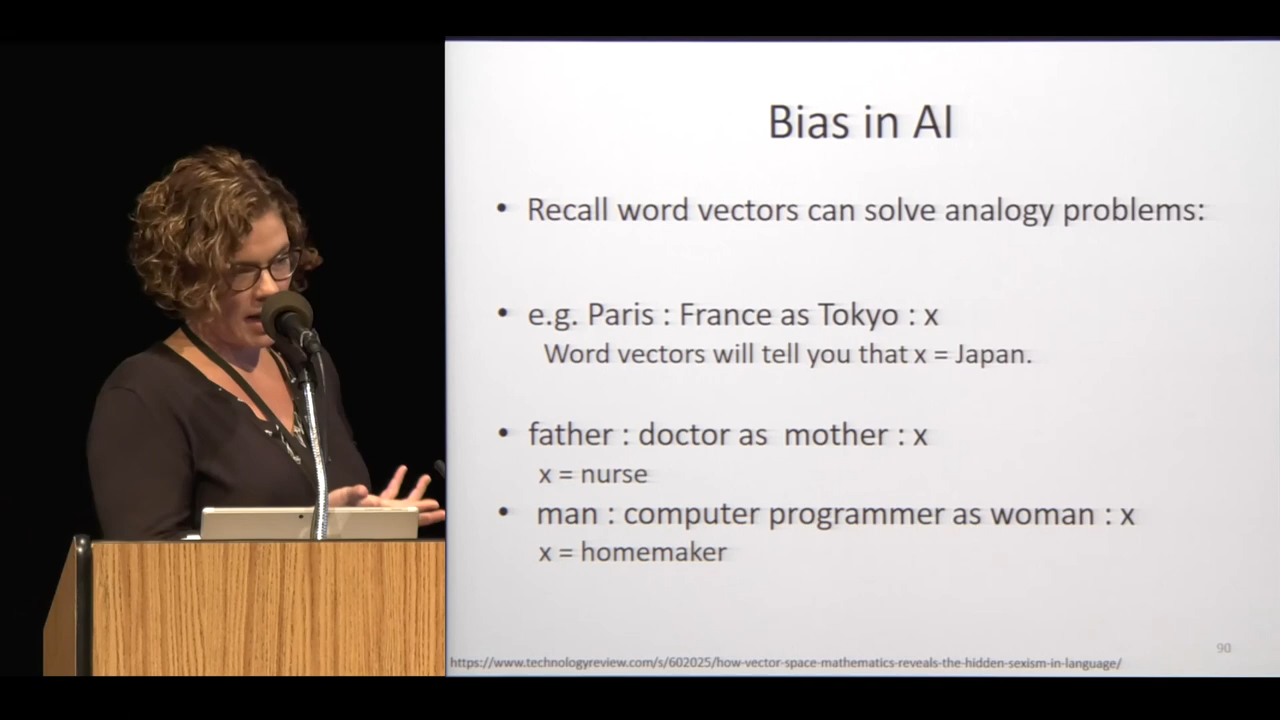 Bias in AI
• Recall word vectors can solve analogy problems:
• e.g. Paris : France as Tokyo : x
Word vectors will tell you that x = Japan.
• father : doctor as mother : x
x = nurse
• man : computer programmer as woman : x
x = homemaker
90
https://www.technologyreview.com/s/602025/how-vector-space-mathematics-reveals-the-hidden-sexism-in-language/